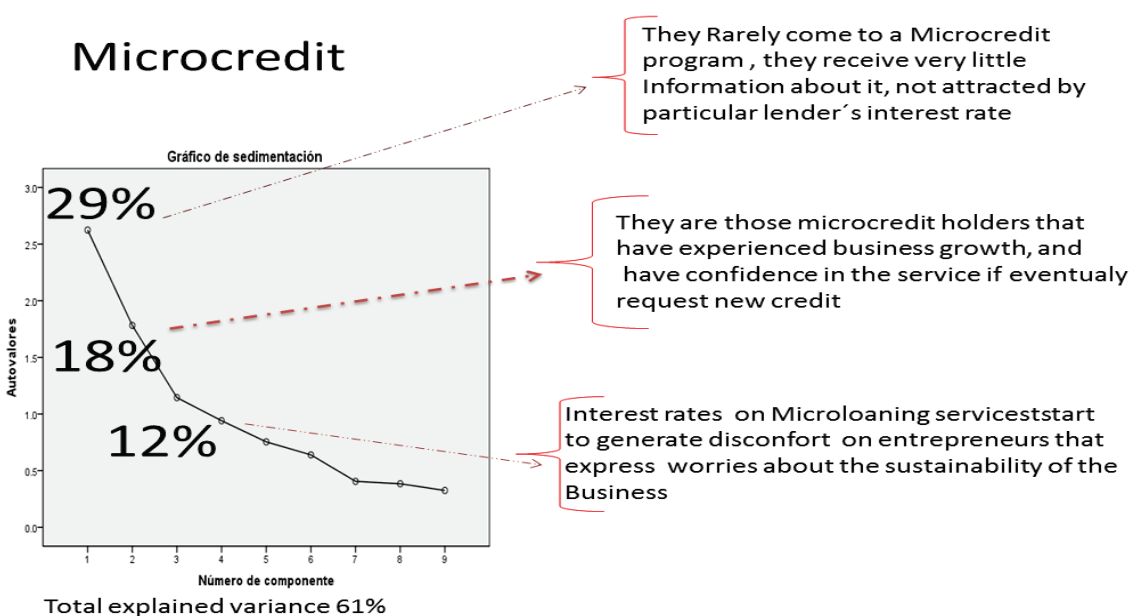 Microcredit
They Rarely come to a Microcredit
program , they receive very little
Information about it, not attracted by
particular lender´s interest rate
Gráfico de sedimentación
3.0
2.5
2.0
1.5
1.0
0.5
0.0
Autovalores
29%
18%
12%
1 2 3 4 5 6 7 8 9
Número de componente
They are those microcredit holders that
have experienced business growth, and
have confidence in the service if eventualy
request new credit
Interest rates on Microloaning serviceststart
to generate disconfort on entrepreneurs that
express worries about the sustainability of the
Business
Total explained variance 61%